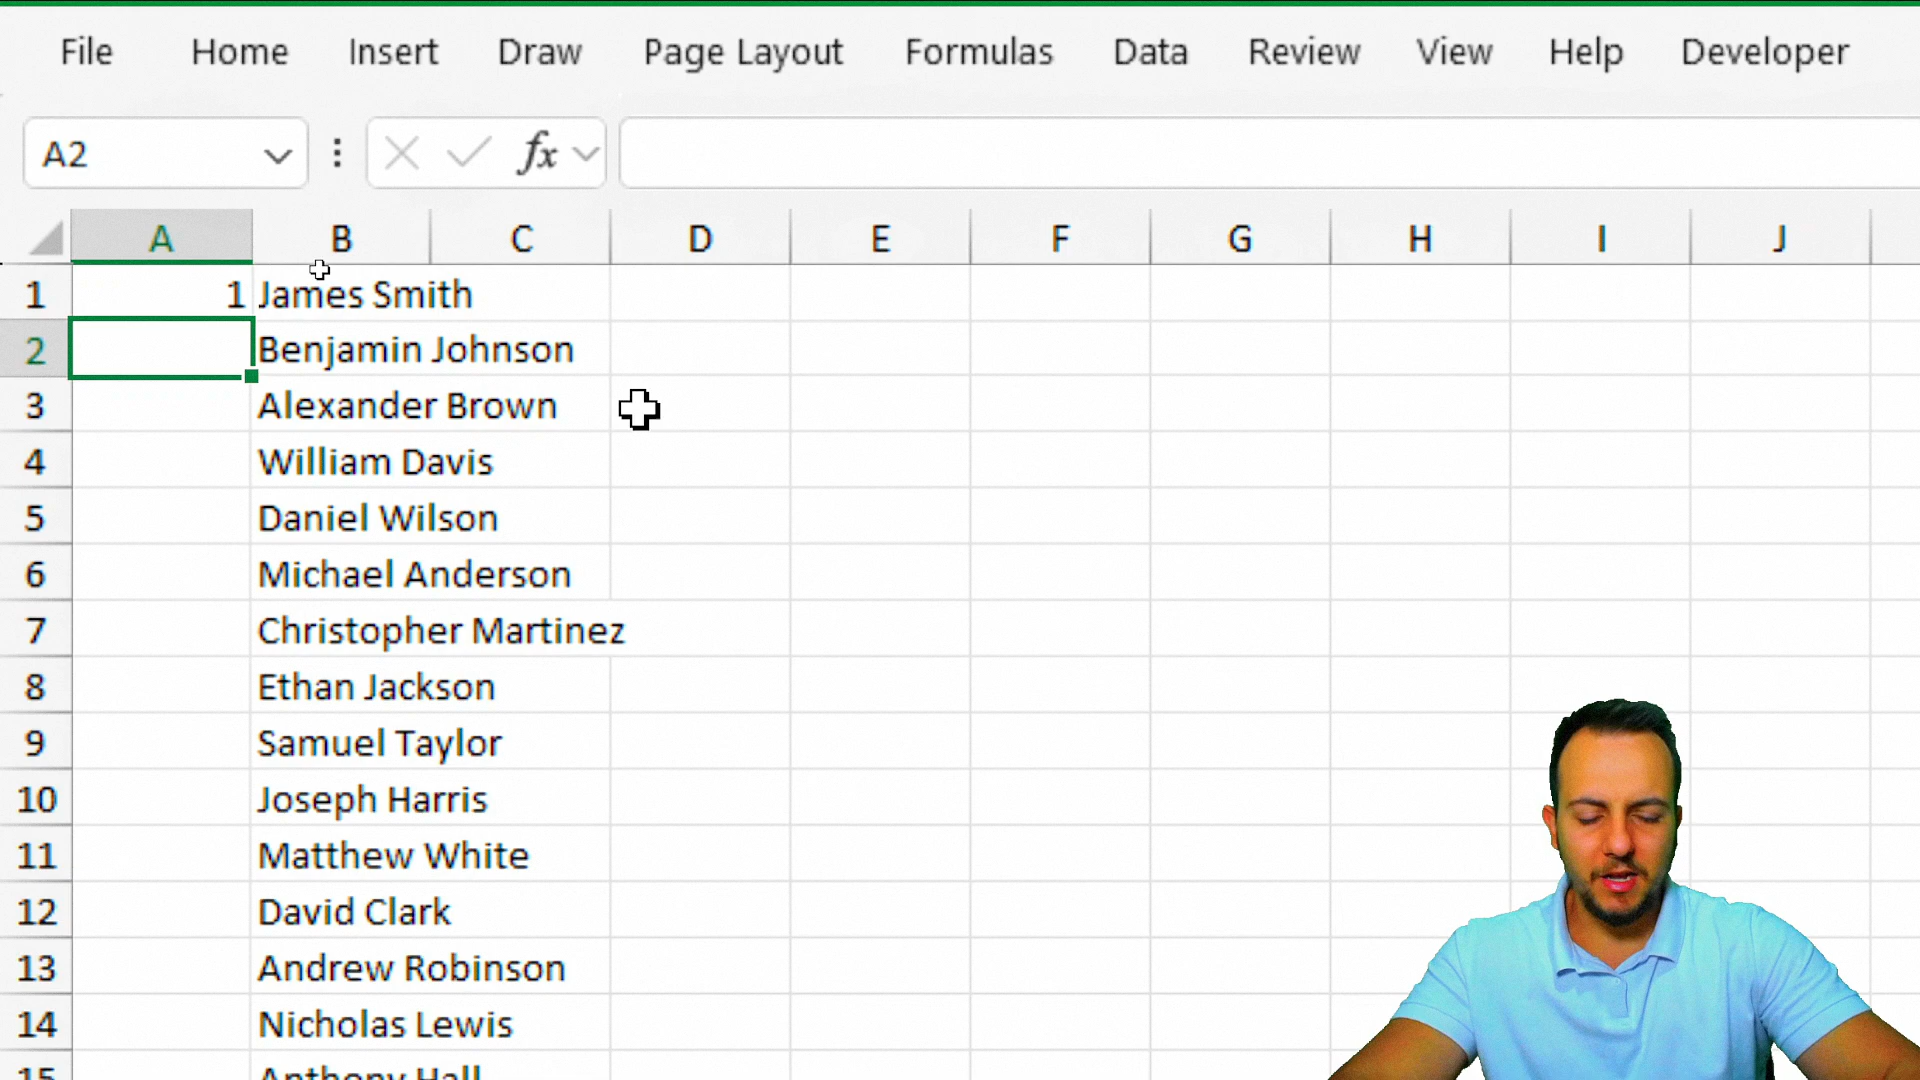 File Home Insert Draw Page Layout Formulas Data Review View Help Developer
A2 fx
A B C D E F G H I J
1 1 James Smith
2 Benjamin Johnson
3 Alexander Brown
4 William Davis
5 Daniel Wilson
6 Michael Anderson
7 Christopher Martinez
8 Ethan Jackson
9 Samuel Taylor
10 Joseph Harris
11 Matthew White
12 David Clark
13 Andrew Robinson
14 Nicholas Lewis
15 Anthony Hall